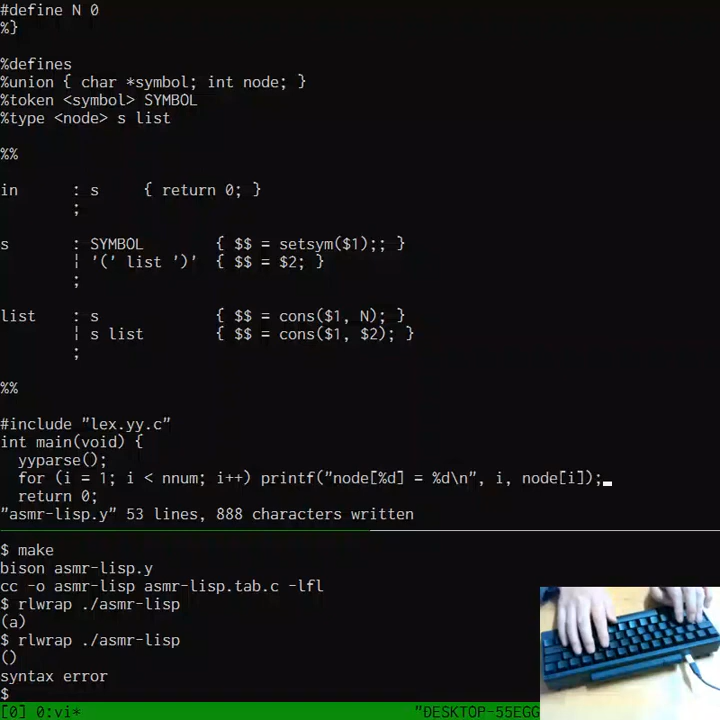 #define N 0
%}
%defines
%union { char *symbol; int node; }
%token <symbol> SYMBOL
%type <node> s list
%%
in : s { return 0; }
;
s : SYMBOL { $$ = setsym($1);; }
¦ '(' list ')' { $$ = $2; }
;
list : s { $$ = cons($1, N); }
¦ s list { $$ = cons($1, $2); }
;
%%
#include "lex.yy.c"
int main(void) {
yyparse();
for (i = 1; i < nnum; i++) printf("node[%d] = %d\n", i, node[i]);
return 0;
"asmr-lisp.y" 53 lines, 888 characters written
$ make
bison asmr-lisp.y
cc -o asmr-lisp asmr-lisp.tab.c -lfl
$ rlwrap ./asmr-lisp
(a)
$ rlwrap ./asmr-lisp
()
syntax error
$
[0] 0:vi* "DESKTOP-55EGG